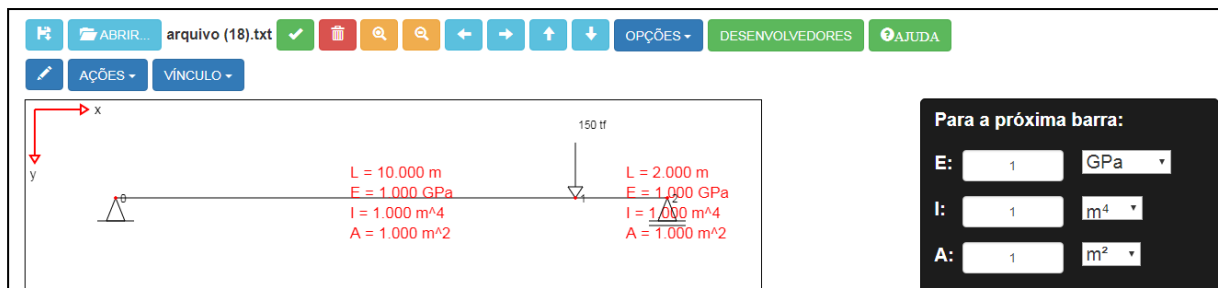 ABRIR... arquivo (18).txt OPÇÕES DESENVOLVEDORES AJUDA
AÇÕES VÍNCULO
x
y
150 tf
L = 10.000 m
E = 1.000 GPa
I = 1.000 m^4
A = 1.000 m^2
L = 2.000 m
E = 1.000 GPa
I = 1.000 m^4
A = 1.000 m^2
0
1
2
Para a próxima barra:
E: 1 GPa
I: 1 m⁴
A: 1 m²